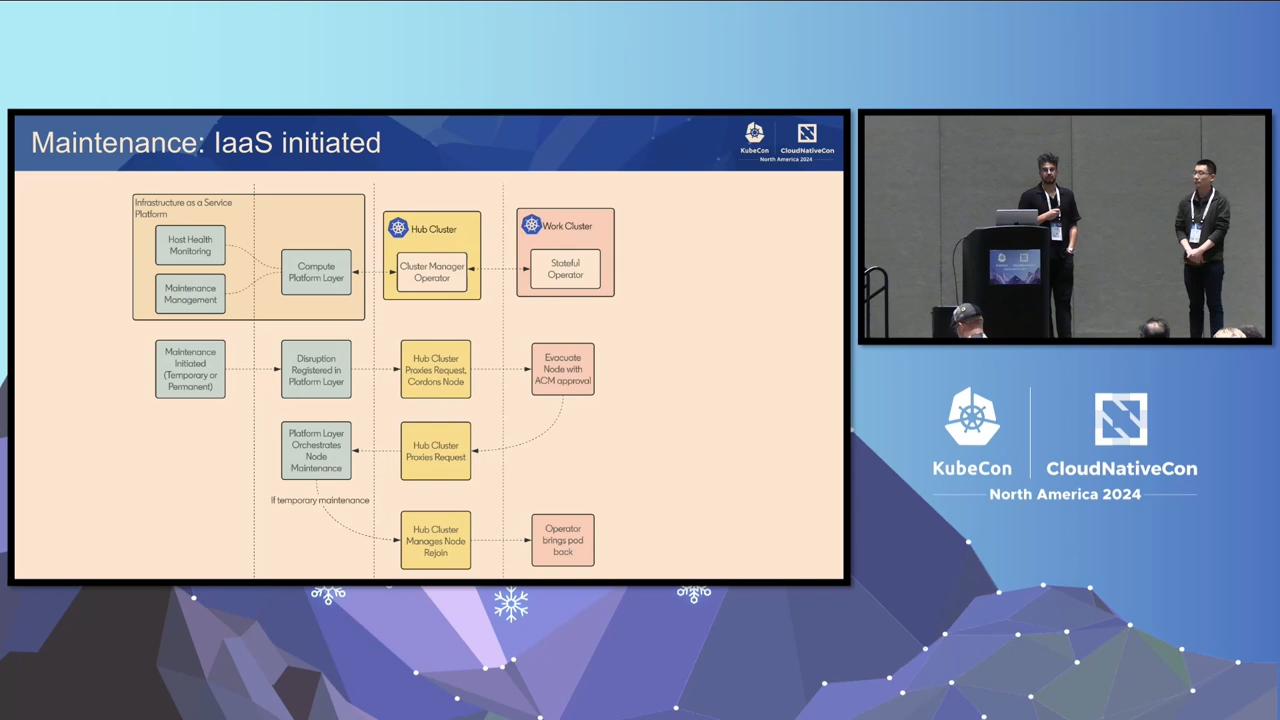 Maintenance: IaaS initiated
KubeCon
CloudNativeCon
North America 2024
Infrastructure as a Service
Platform
Host Health
Monitoring
Maintenance
Management
Compute
Platform Layer
Hub Cluster
Cluster Manager
Operator
Work Cluster
Stateful
Operator
Maintenance
Initiated
(Temporary or
Permanent)
Disruption
Registered in
Platform Layer
Hub Cluster
Proxies Request,
Cordons Node
Evacuate
Node with
ACM approval
Platform Layer
Orchestrates
Node
Maintenance
Hub Cluster
Proxies Request
If temporary maintenance
Hub Cluster
Manages Node
Rejoin
Operator
brings pod
back
KubeCon
CloudNativeCon
North America 2024